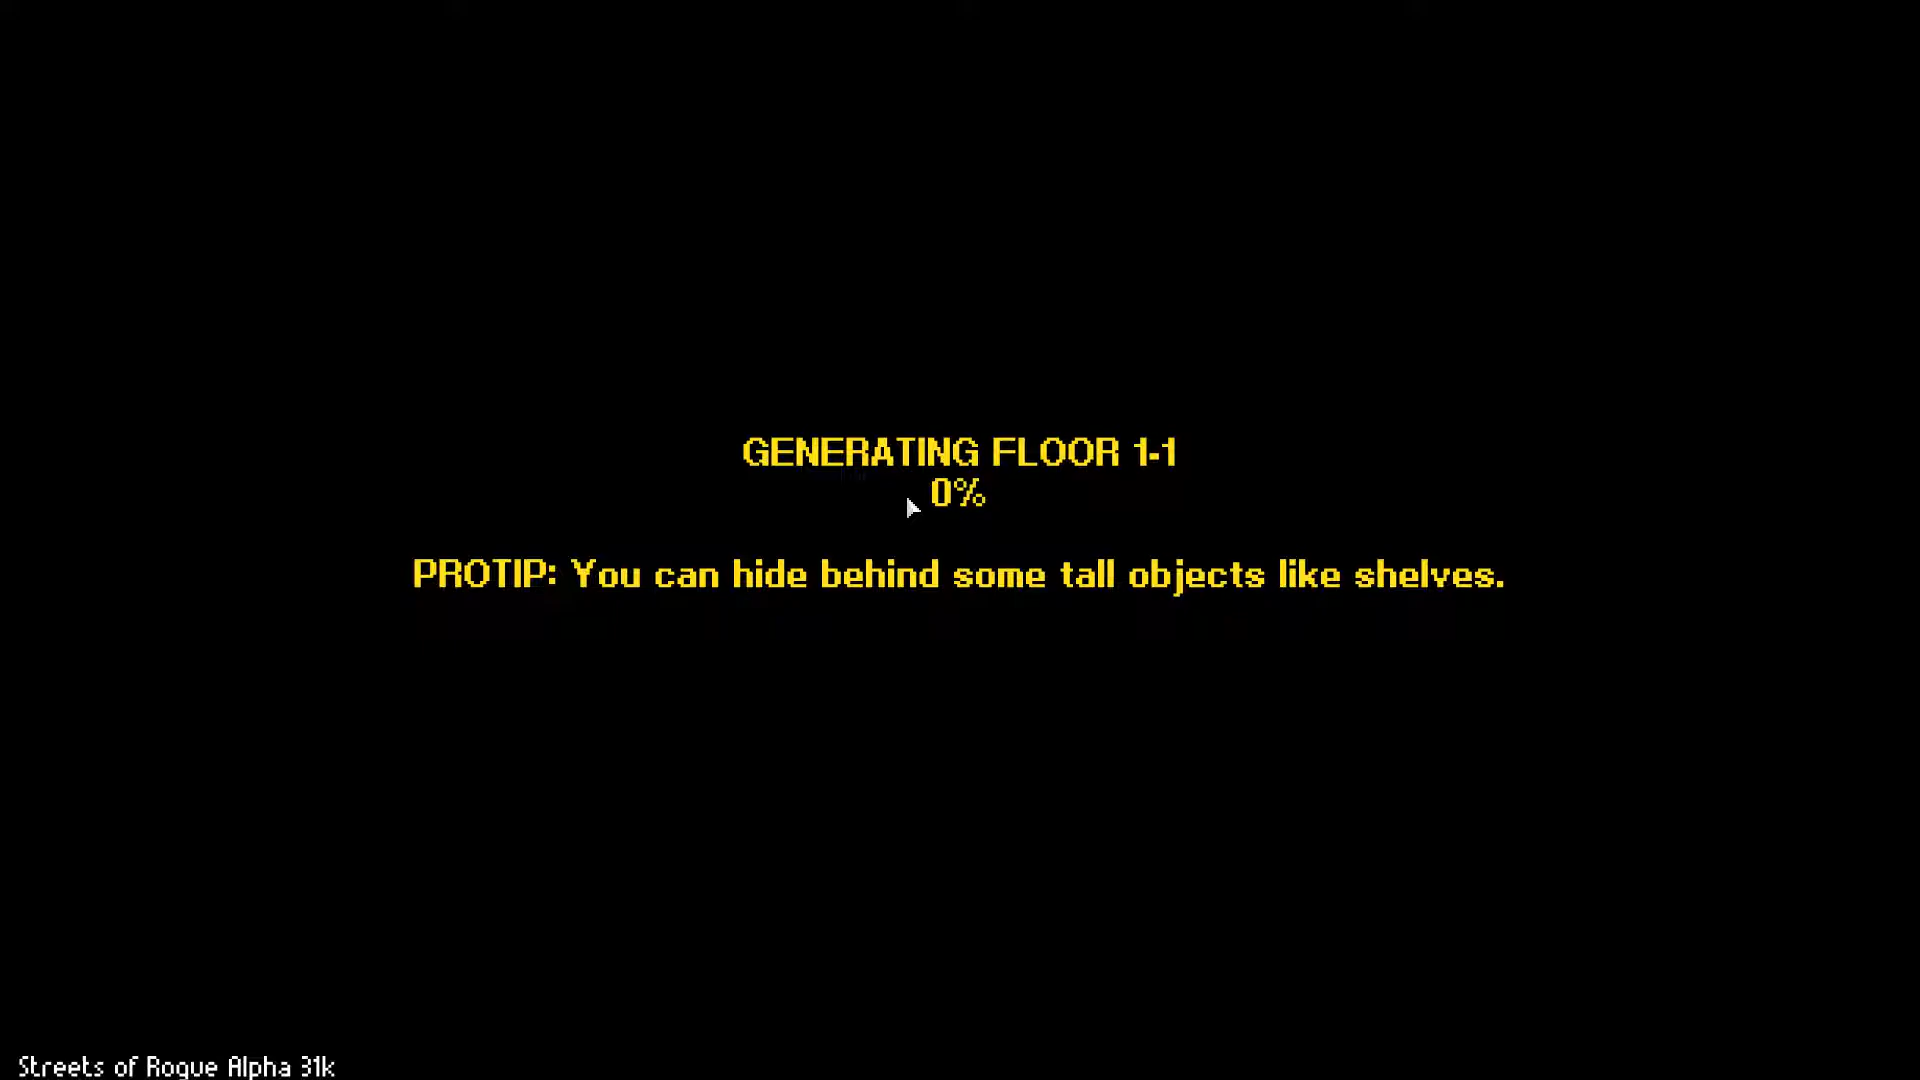 GENERATING FLOOR 1-1
0%
PROTIP: You can hide behind some tall objects like shelves.
Streets of Rogue Alpha 31k